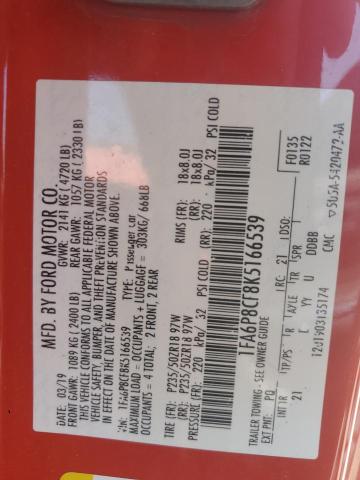 MFD. BY FORD MOTOR CO.
DATE: 03/19 GVWR: 2141 KG (4720 LB)
FRONT GAWR: 1089 KG (2400 LB) REAR GAWR: 1057 KG (2330 LB)
THIS VEHICLE CONFORMS TO ALL APPLICABLE FEDERAL MOTOR
VEHICLE SAFETY, BUMPER, AND THEFT PREVENTION STANDARDS
IN EFFECT ON THE DATE OF MANUFACTURE SHOWN ABOVE.
VIN: 1FA6P8CF8K5166539 TYPE: Passenger car
MAXIMUM LOAD = OCCUPANTS + LUGGAGE = 303KG/668LB
OCCUPANTS = 4 TOTAL; 2 FRONT, 2 REAR
TIRE (FR): P235/50ZR18 97W RIMS (FR): 18x8.0J
(RR): P235/50ZR18 97W (RR): 18x8.0J
PRESSURE (FR): 220 kPa/ 32 PSI COLD (RR): 220 kPa/ 32 PSI COLD
1FA6P8CF8K5166539
TRAILER TOWING - SEE OWNER GUIDE
F0135
R0122
EXT PNT: PQ RC: 21 DSO:
INT TR TP/PS R AXLE TR SPR
21 E YY U DDBB
1201903135174 CMC